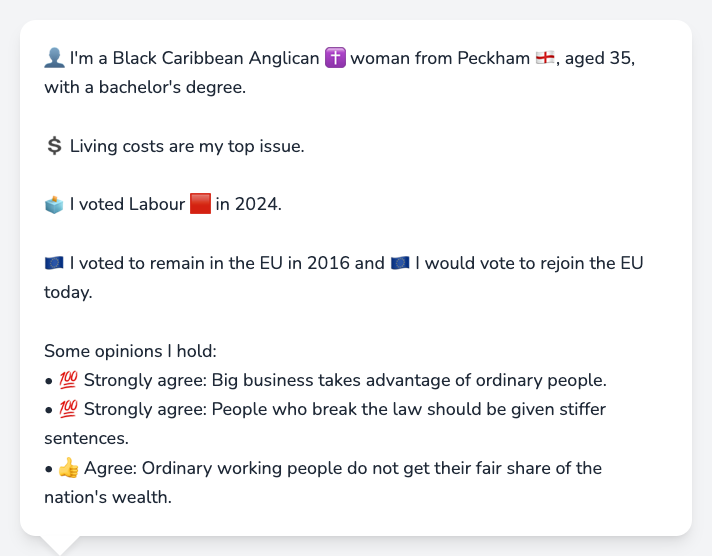 👤 I'm a Black Caribbean Anglican ✝️ woman from Peckham 🏴󠁧󠁢󠁥󠁮󠁧󠁿, aged 35,
with a bachelor's degree.
💲 Living costs are my top issue.
🗳️ I voted Labour 🟥 in 2024.
🇪🇺 I voted to remain in the EU in 2016 and 🇪🇺 I would vote to rejoin the EU
today.
Some opinions I hold:
• 💯 Strongly agree: Big business takes advantage of ordinary people.
• 💯 Strongly agree: People who break the law should be given stiffer
sentences.
• 👍 Agree: Ordinary working people do not get their fair share of the
nation's wealth.